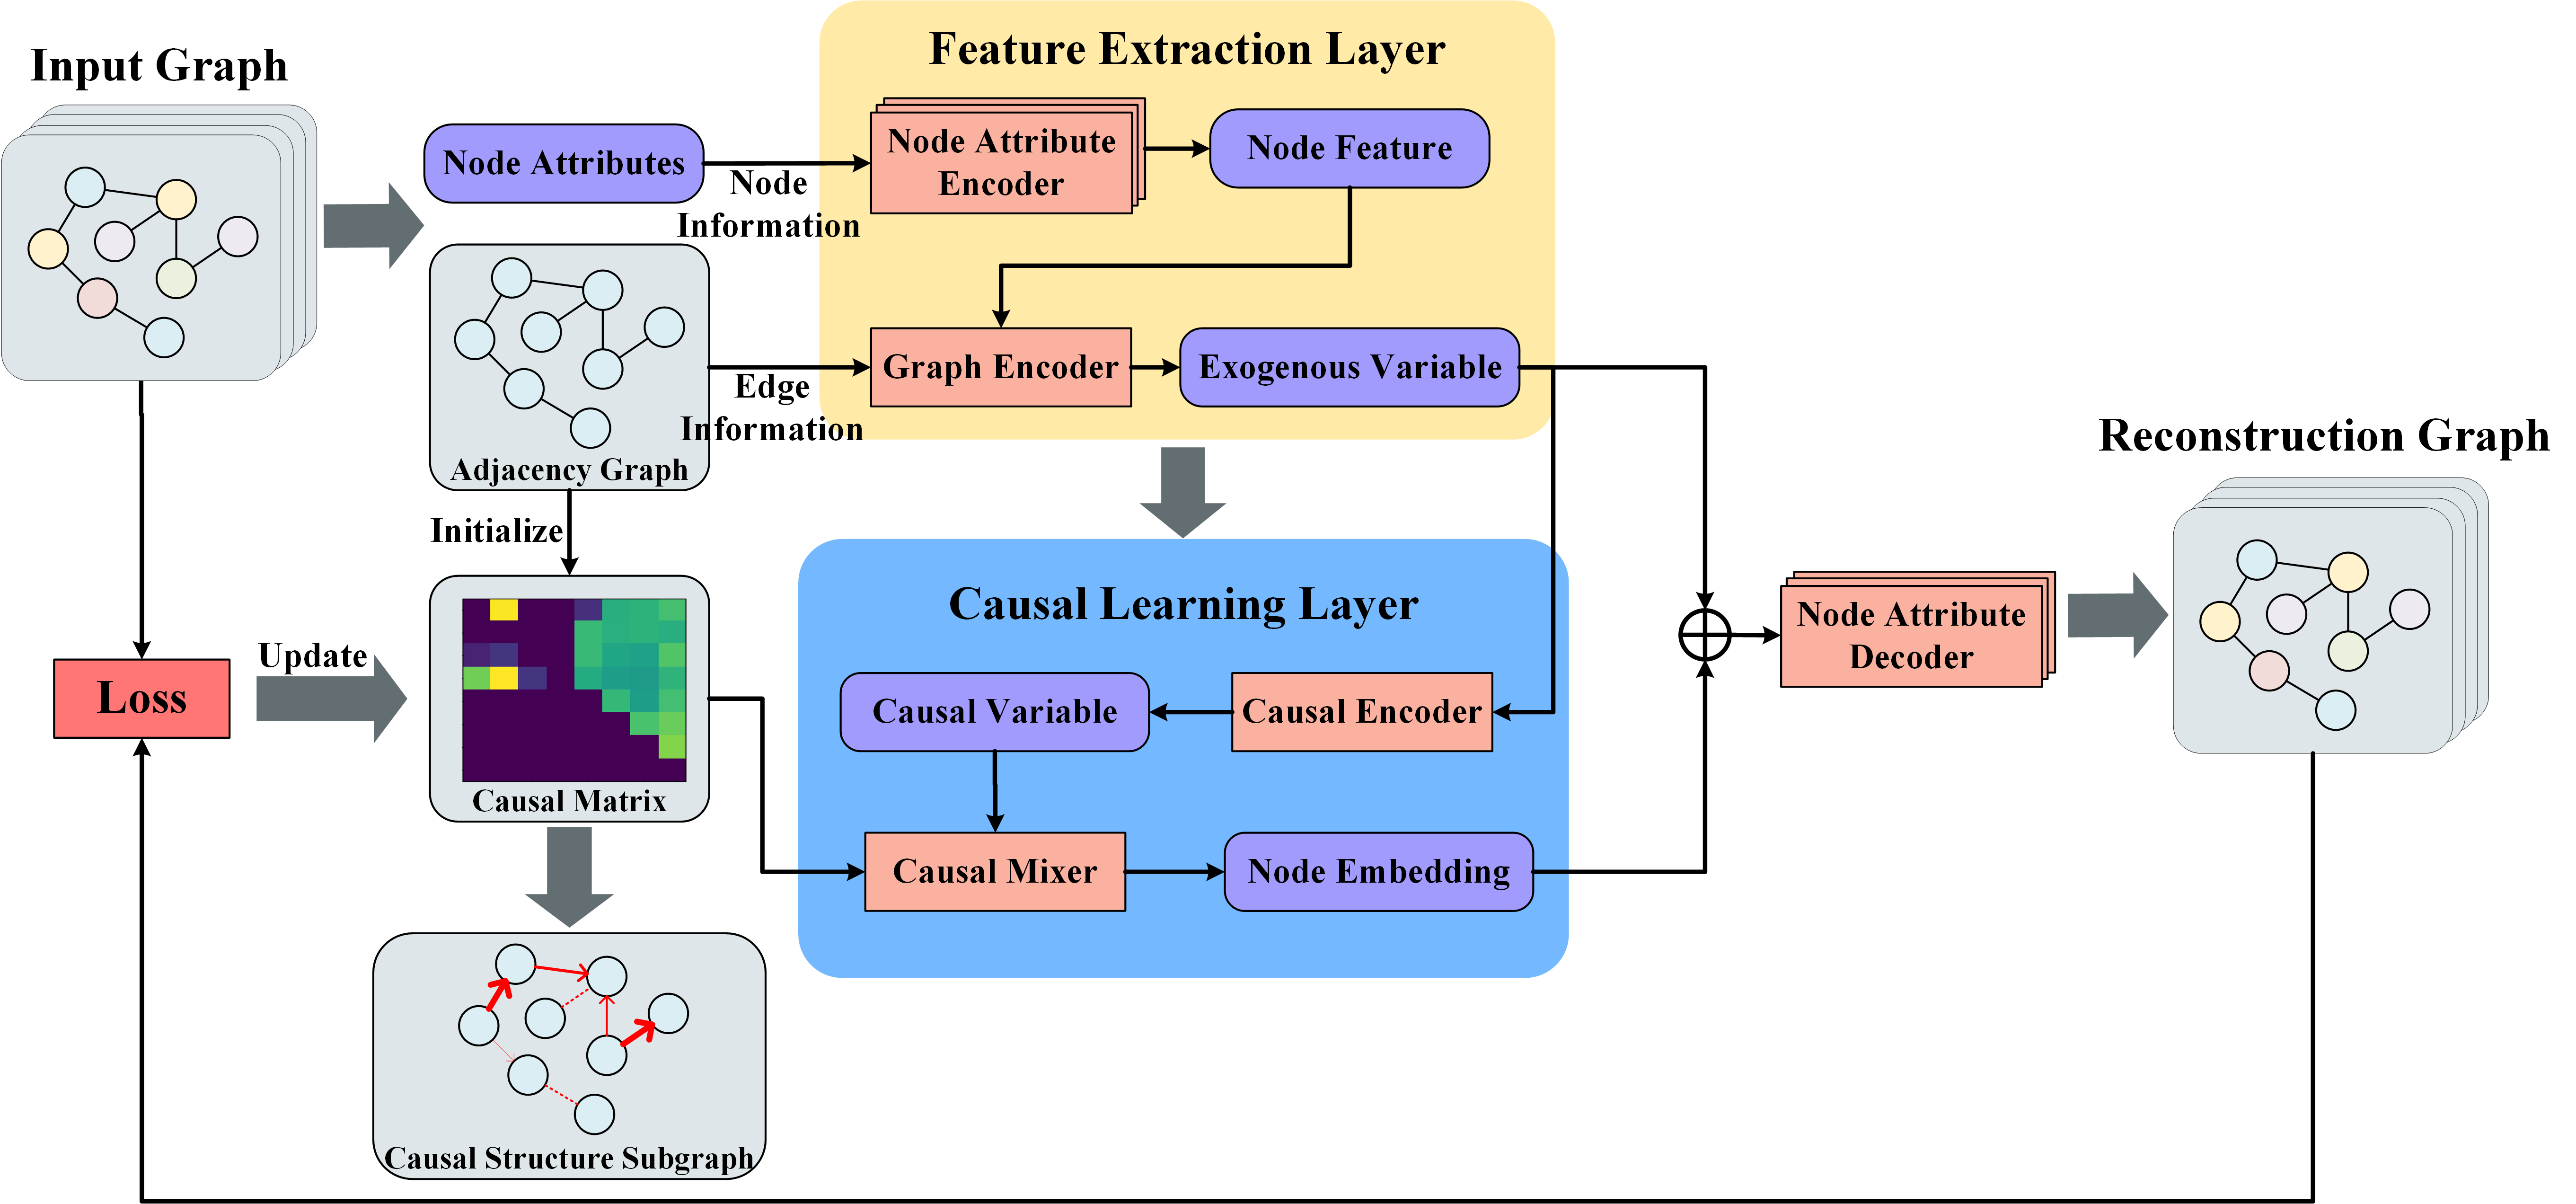 Input Graph
Node Attributes
Node
Information
Adjacency Graph
Edge
Information
Initialize
Feature Extraction Layer
Node Attribute
Encoder
Node Feature
Graph Encoder
Exogenous Variable
Causal Learning Layer
Causal Variable
Causal Encoder
Causal Mixer
Node Embedding
Loss
Update
Causal Matrix
Causal Structure Subgraph
Node Attribute
Decoder
Reconstruction Graph